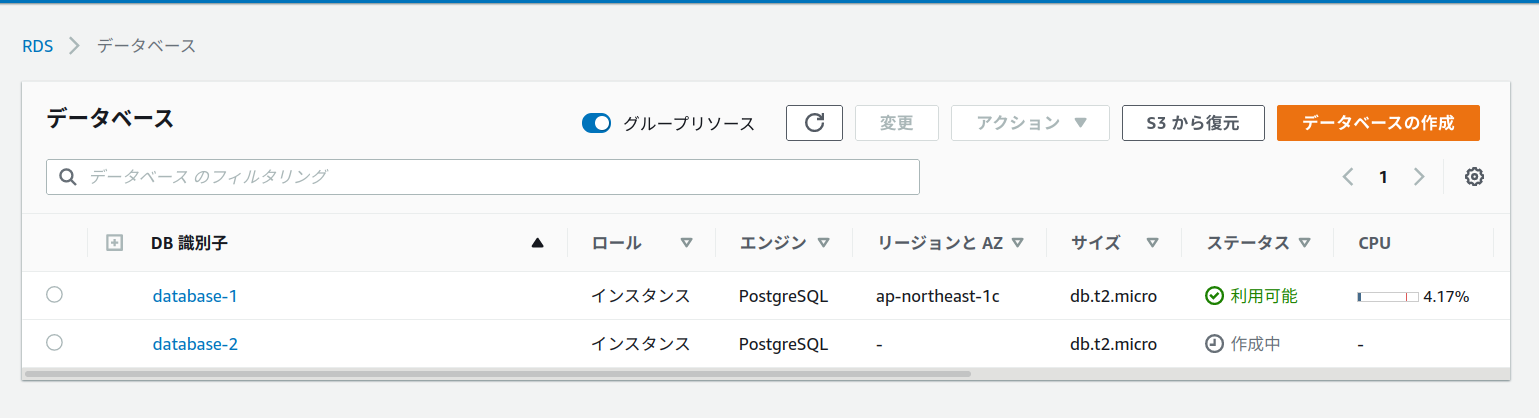 RDS > データベース
データベース グループリソース 変更 アクション ▼ S3 から復元 データベースの作成
データベース のフィルタリング < 1 >
DB 識別子 ▲ ロール ▽ エンジン ▽ リージョンと AZ ▽ サイズ ▽ ステータス ▽ CPU
database-1 インスタンス PostgreSQL ap-northeast-1c db.t2.micro 利用可能 4.17%
database-2 インスタンス PostgreSQL - db.t2.micro 作成中 -